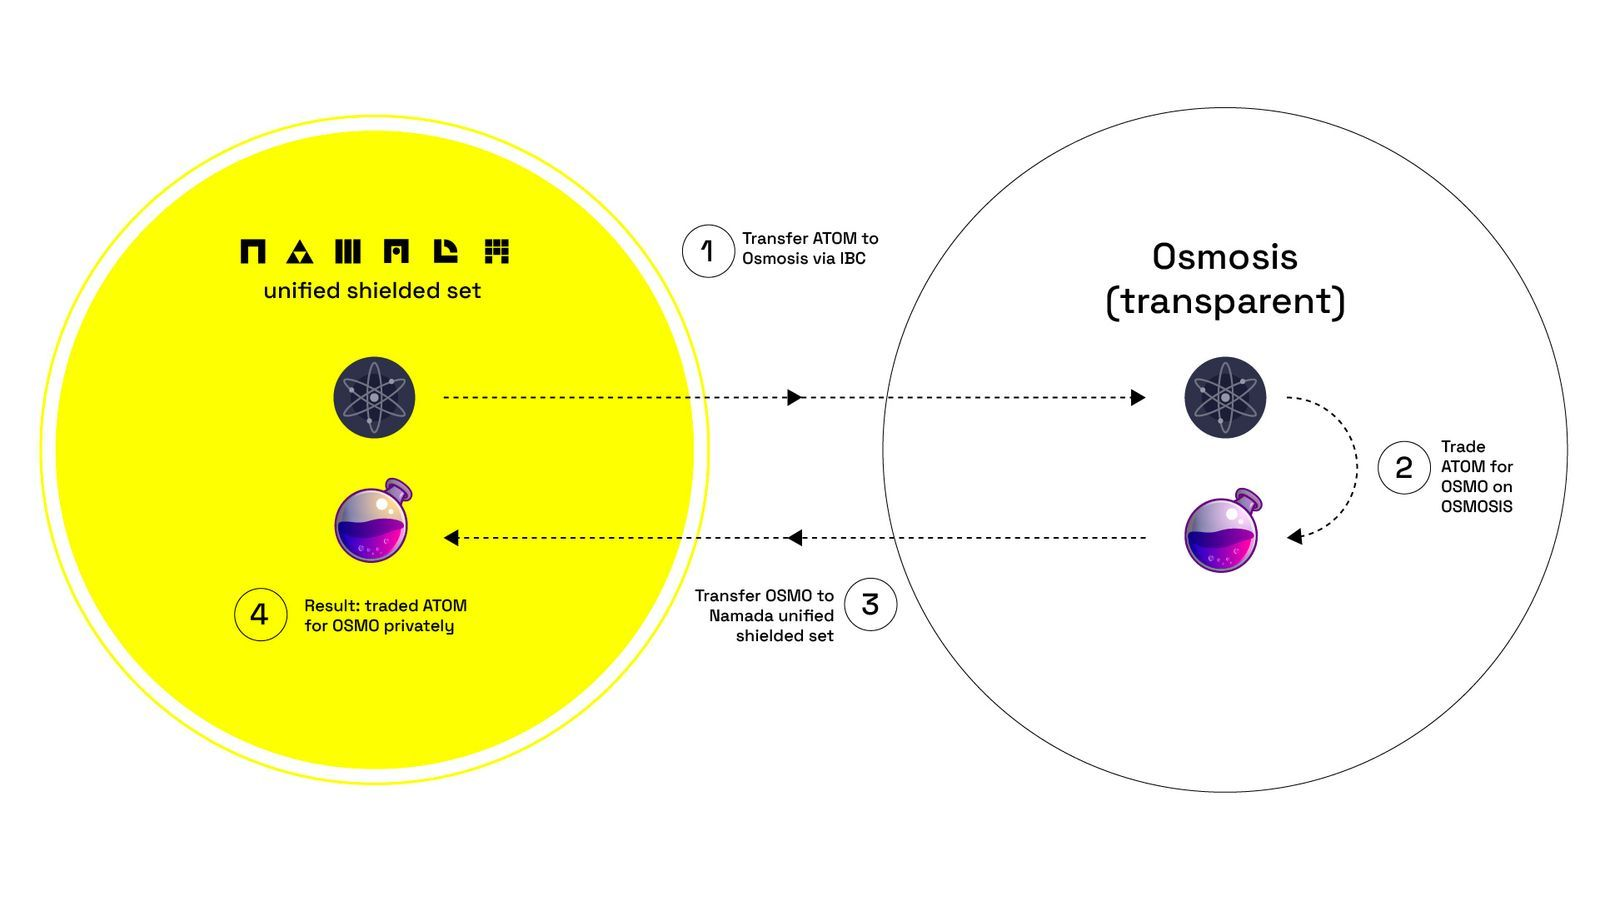 NAMADA
unified shielded set
1
Transfer ATOM to
Osmosis via IBC
Osmosis
(transparent)
2
Trade
ATOM for
OSMO on
OSMOSIS
Transfer OSMO to
Namada unified
shielded set
3
4
Result: traded ATOM
for OSMO privately